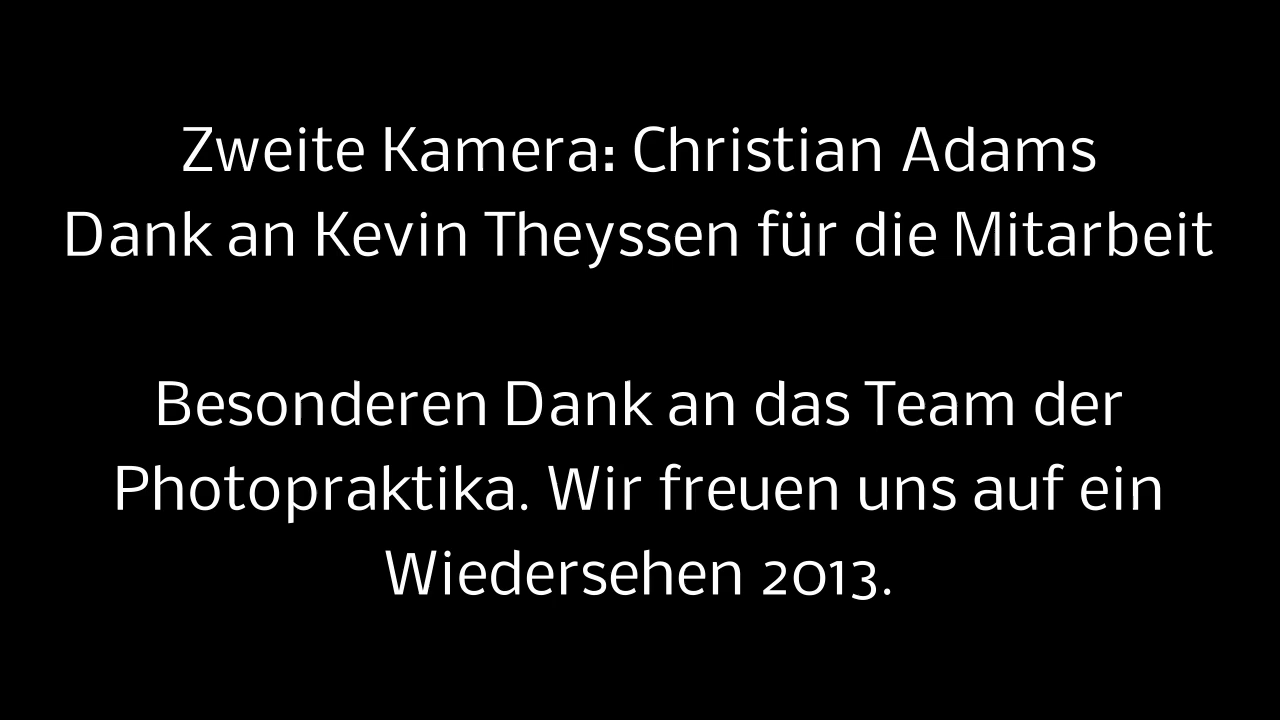 Zweite Kamera: Christian Adams
Dank an Kevin Theyssen für die Mitarbeit
Besonderen Dank an das Team der
Photopraktika. Wir freuen uns auf ein
Wiedersehen 2013.